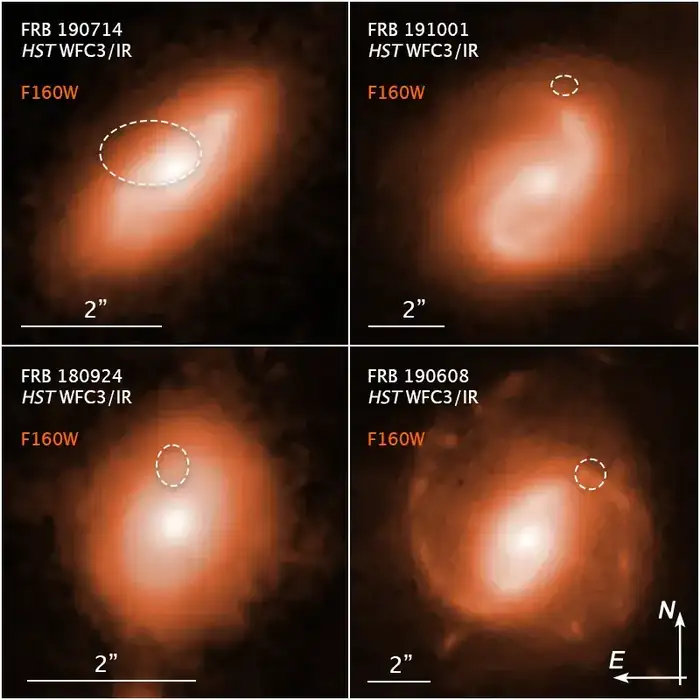 FRB 190714
HST WFC3/IR
F160W
2”
FRB 191001
HST WFC3/IR
F160W
2”
FRB 180924
HST WFC3/IR
F160W
2”
FRB 190608
HST WFC3/IR
F160W
2”
N
E